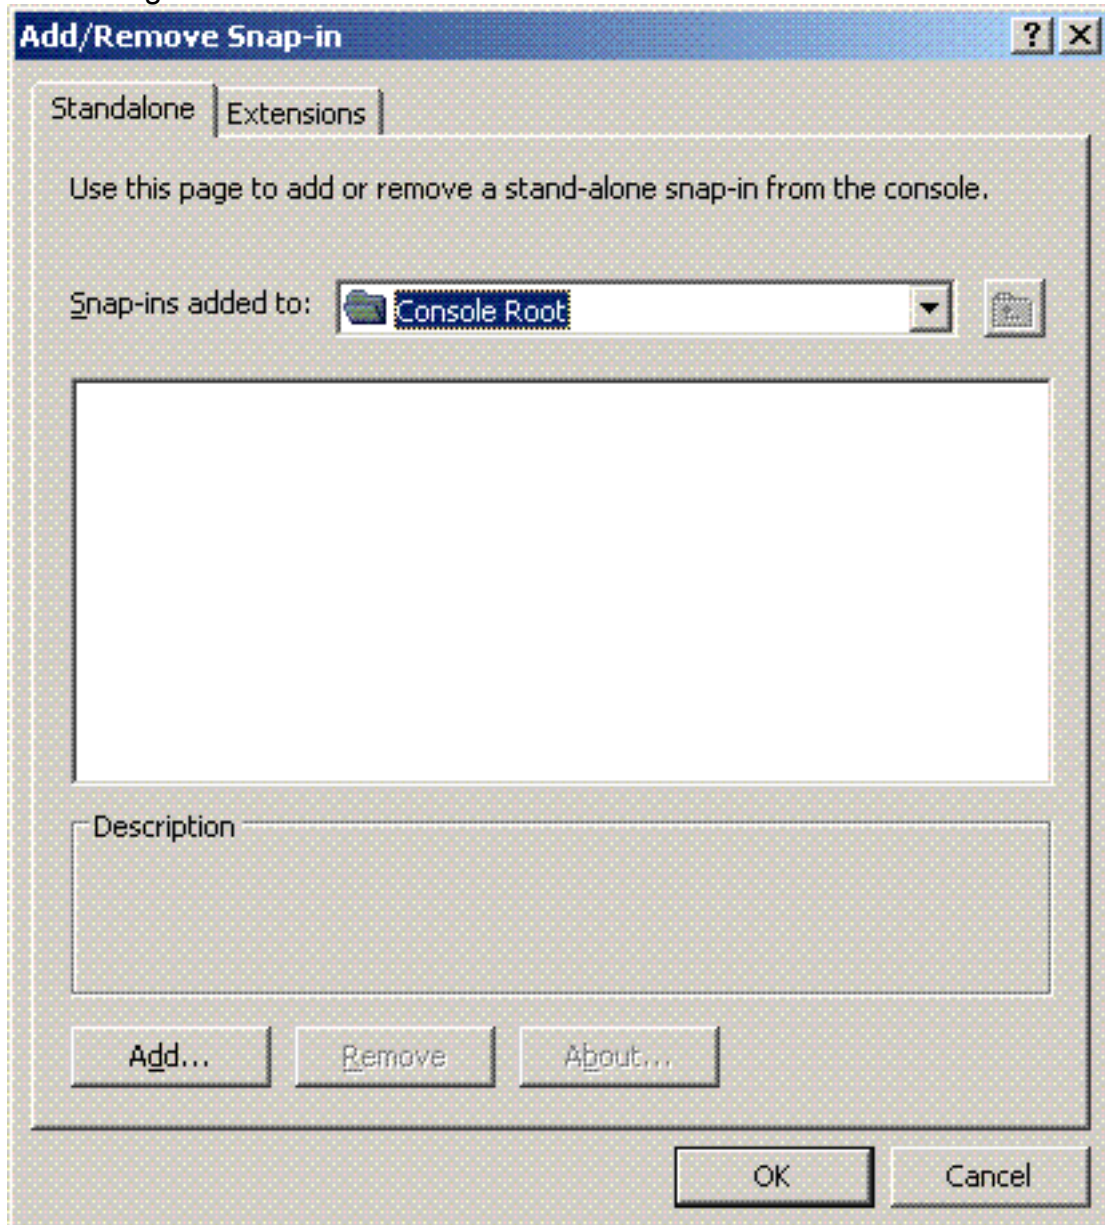 Add/Remove Snap-in
Standalone
Extensions
Use this page to add or remove a stand-alone snap-in from the console.
Snap-ins added to:
Console Root
Description
Add...
Remove
About...
OK
Cancel